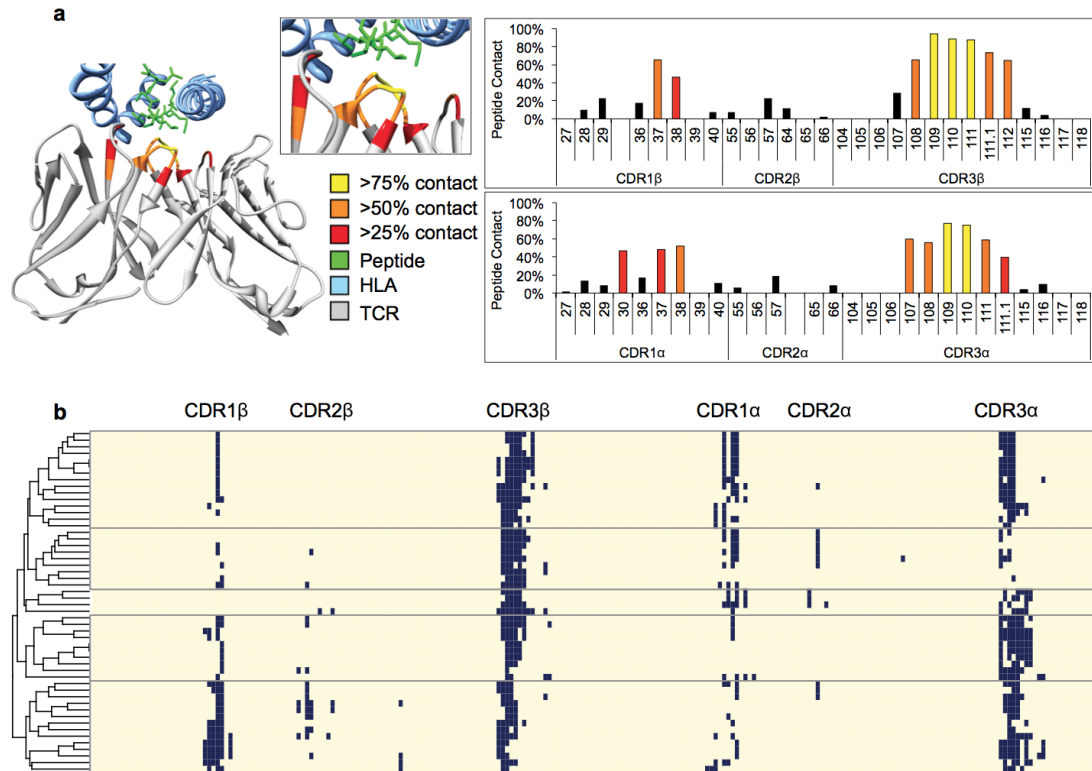 a
Peptide Contact
100%
80%
60%
40%
20%
0%
27 28 29 36 37 38 39 40 55 56 57 64 65 66 104 105 106 107 108 109 110 111 111.1 112 115 116 117 118
CDR1β CDR2β CDR3β
>75% contact
>50% contact
>25% contact
Peptide
HLA
TCR
Peptide Contact
100%
80%
60%
40%
20%
0%
27 28 29 30 36 37 38 39 40 55 56 57 65 66 104 105 106 107 108 109 110 111 111.1 115 116 117 118
CDR1α CDR2α CDR3α
b
CDR1β CDR2β CDR3β CDR1α CDR2α CDR3α